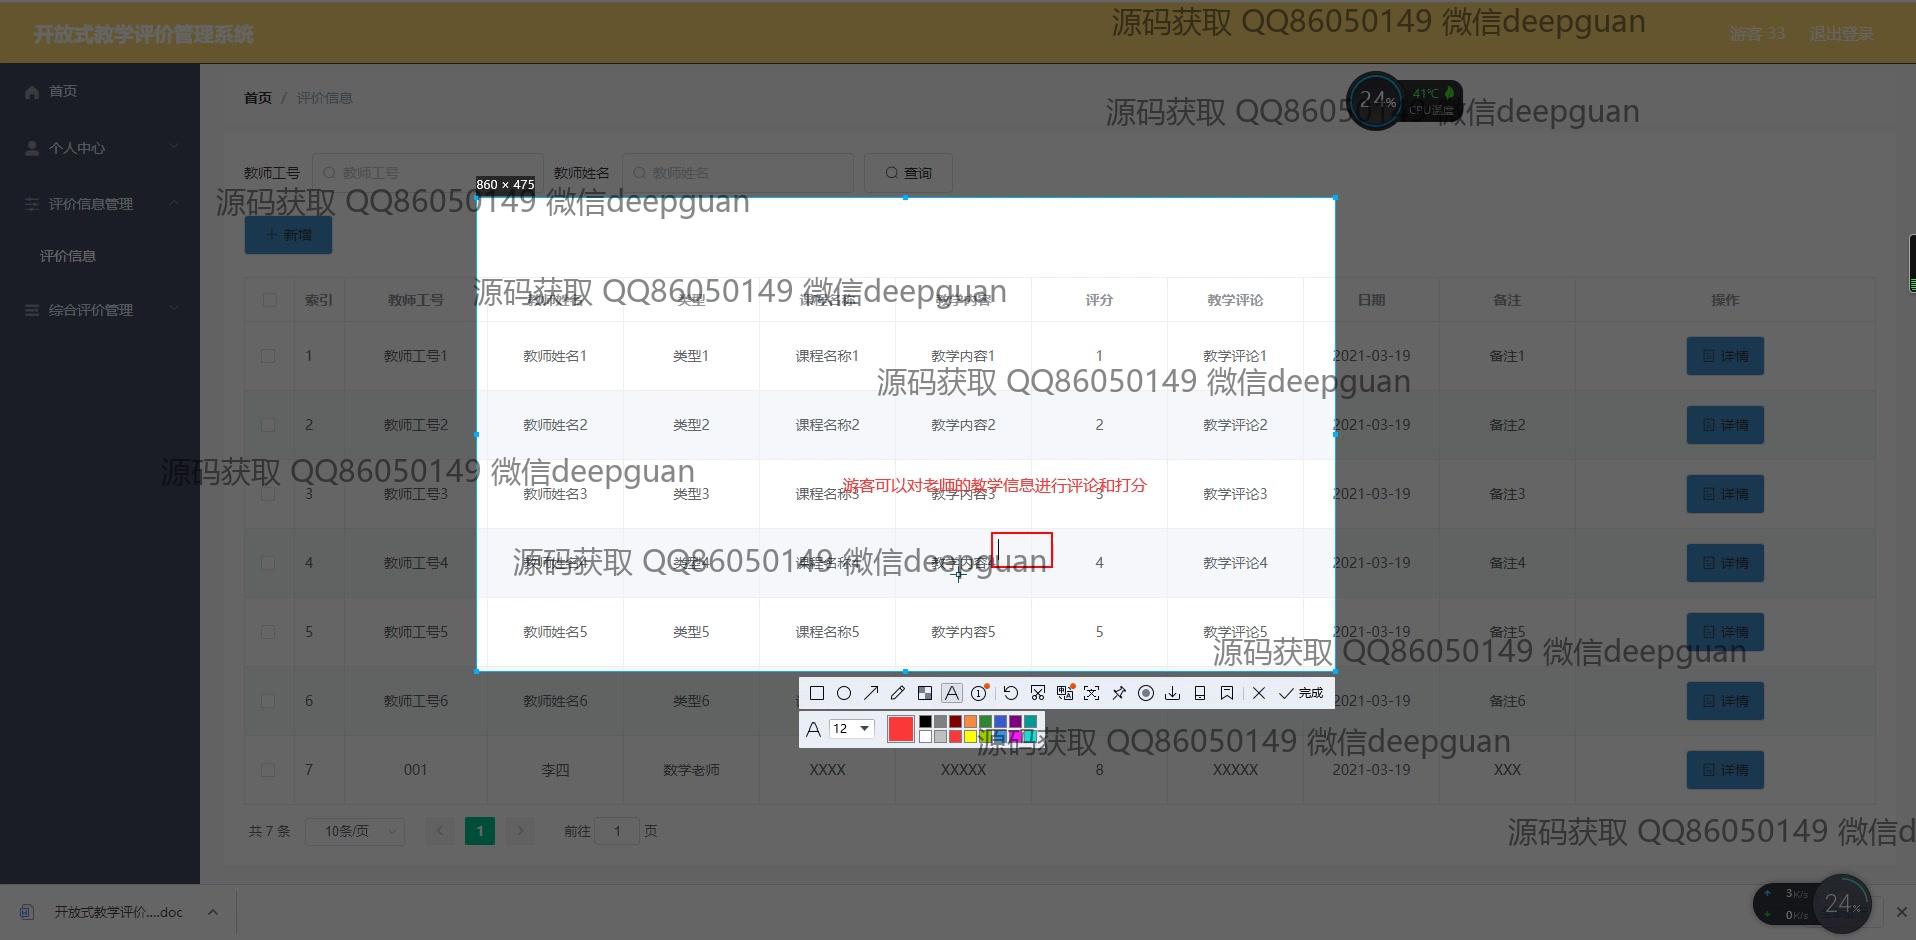 开放式教学评价管理系统
源码获取 QQ86050149 微信deepguan
游客 33 退出登录
首页
个人中心
评价信息管理
评价信息
综合评价管理
首页 / 评价信息
24% 41℃
CPU温度
源码获取 QQ86050149 微信deepguan
教师工号 教师工号 教师姓名 教师姓名 查询
860 × 475
源码获取 QQ86050149 微信deepguan
新增
源码获取 QQ86050149 微信deepguan
索引 教师工号 教师姓名 类型 课程名称 教学内容 评分 教学评论 日期 备注 操作
1 教师工号1 教师姓名1 类型1 课程名称1 教学内容1 1 教学评论1 2021-03-19 备注1 详情
源码获取 QQ86050149 微信deepguan
2 教师工号2 教师姓名2 类型2 课程名称2 教学内容2 2 教学评论2 2021-03-19 备注2 详情
源码获取 QQ86050149 微信deepguan
游客可以对老师的教学信息进行评论和打分
3 教师工号3 教师姓名3 类型3 课程名称3 教学内容3 3 教学评论3 2021-03-19 备注3 详情
源码获取 QQ86050149 微信deepguan
4 教师工号4 教师姓名4 类型4 课程名称4 教学内容4 4 教学评论4 2021-03-19 备注4 详情
5 教师工号5 教师姓名5 类型5 课程名称5 教学内容5 5 教学评论5 2021-03-19 备注5 详情
源码获取 QQ86050149 微信deepguan
完成
6 教师工号6 教师姓名6 类型6 2021-03-19 备注6 详情
A 12
源码获取 QQ86050149 微信deepguan
7 001 李四 数学老师 XXXX XXXXX 8 XXXXX 2021-03-19 XXX 详情
共 7 条 10条/页 1 前往 1 页
源码获取 QQ86050149 微信d
开放式教学评价....doc
3K/s
0K/s
24%